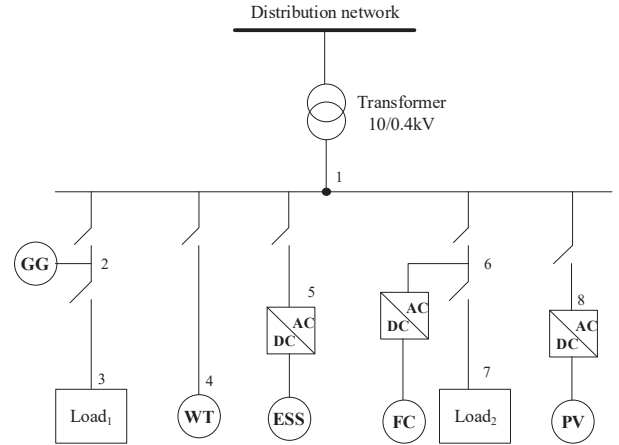 Distribution network
Transformer
10/0.4kV
1
GG
2
6
5
8
AC
DC
AC
DC
AC
DC
3
4
7
Load1
WT
ESS
FC
Load2
PV